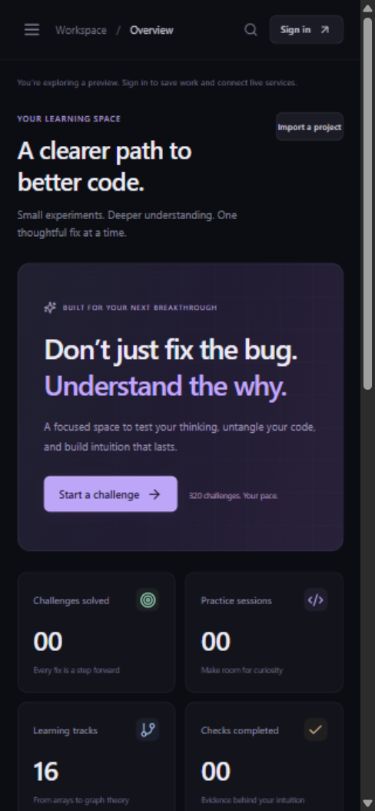 Workspace / Overview
Sign in
You're exploring a preview. Sign in to save work and connect live services.
YOUR LEARNING SPACE
Import a project
A clearer path to
better code.
Small experiments. Deeper understanding. One
thoughtful fix at a time.
BUILT FOR YOUR NEXT BREAKTHROUGH
Don't just fix the bug.
Understand the why.
A focused space to test your thinking, untangle your code,
and build intuition that lasts.
Start a challenge
320 challenges. Your pace.
Challenges solved
00
Every fix is a step forward
Practice sessions
00
Make room for curiosity
Learning tracks
16
From arrays to graph theory
Checks completed
00
Evidence behind your intuition